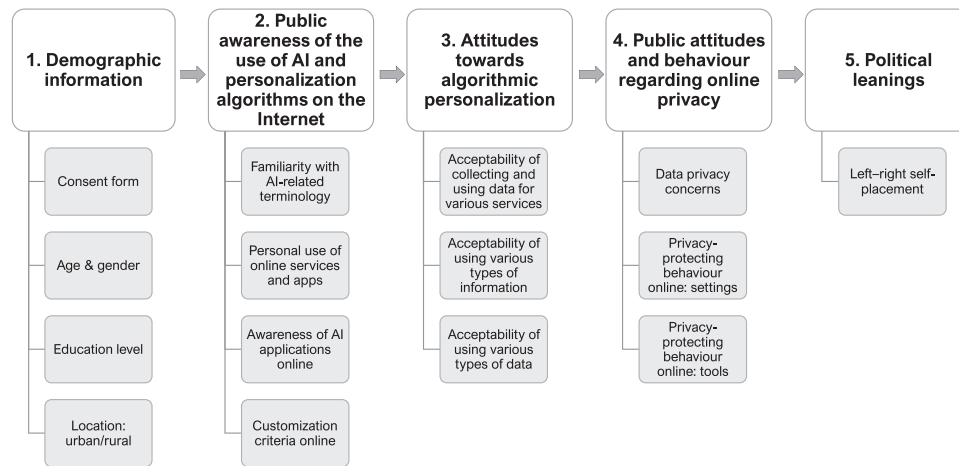 1. Demographic
information
2. Public
awareness of the
use of AI and
personalization
algorithms on the
Internet
3. Attitudes
towards
algorithmic
personalization
4. Public attitudes
and behaviour
regarding online
privacy
5. Political
leanings
Consent form
Age & gender
Education level
Location:
urban/rural
Familiarity with
AI-related
terminology
Personal use of
online services
and apps
Awareness of AI
applications
online
Customization
criteria online
Acceptability of
collecting and
using data for
various services
Acceptability of
using various
types of
information
Acceptability of
using various
types of data
Data privacy
concerns
Privacy-
protecting
behaviour
online: settings
Privacy-
protecting
behaviour
online: tools
Left–right self-
placement